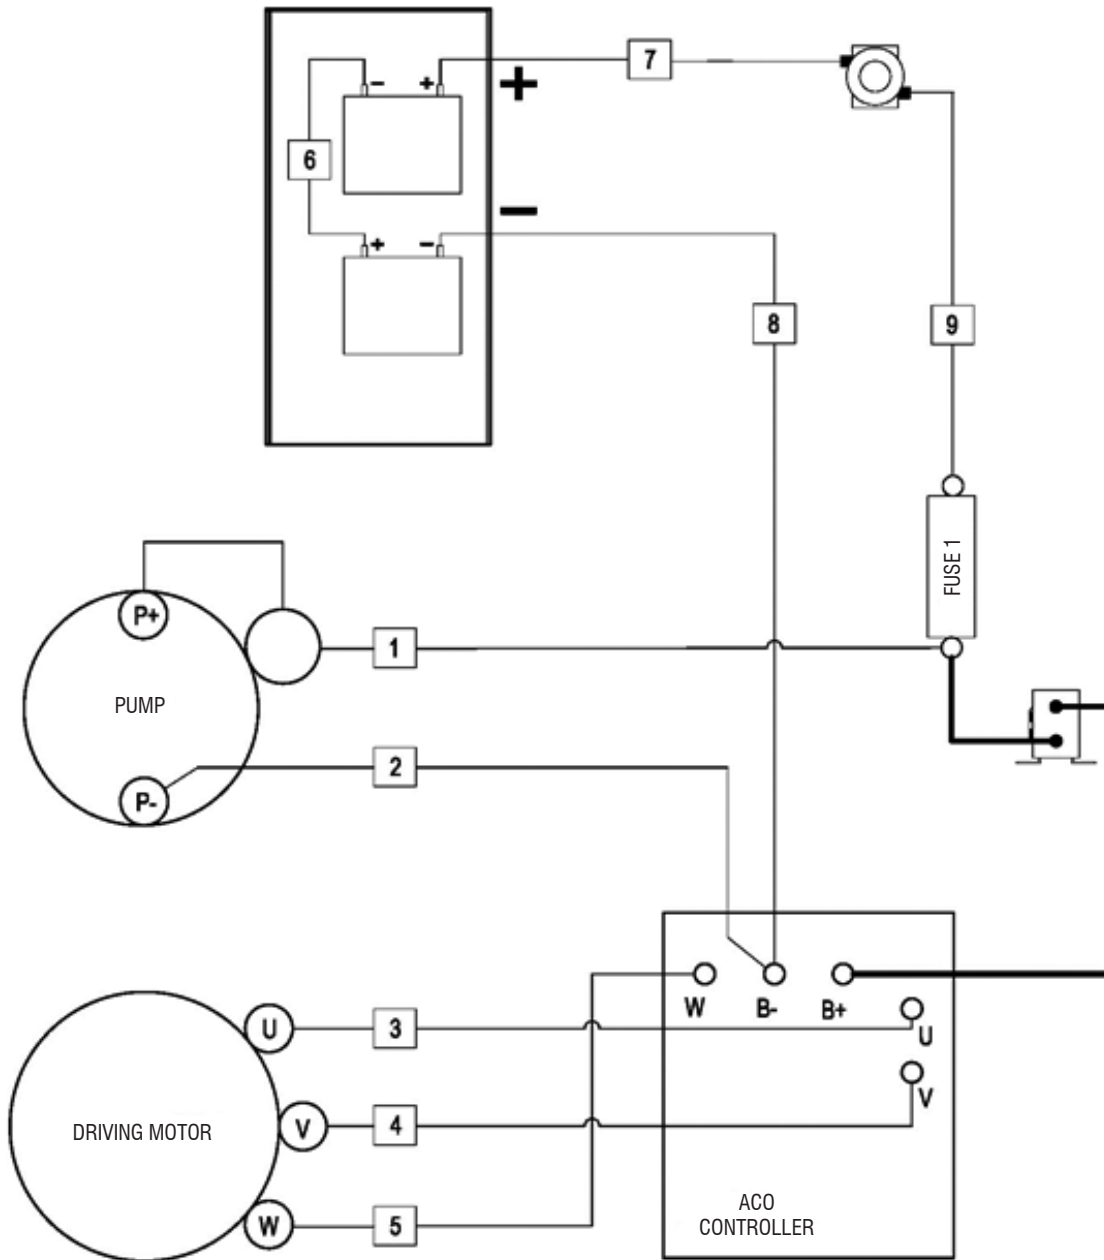 - +
7
+
6
-
+ -
8
9
FUSE 1
P+
1
PUMP
2
P-
W B- B+
U
3
U
V
V
4
DRIVING MOTOR
ACO
CONTROLLER
W
5